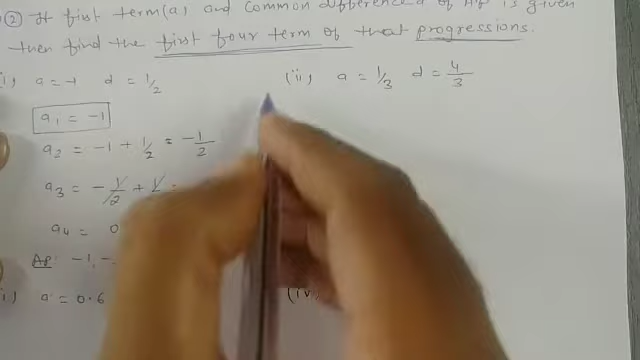 ② If first term (a) and common difference d of AP is given
then find the first four term of that progressions.
i) a = -1 d = 1/2
(ii) a = 1/3 d = 4/3
a₁ = -1
a₂ = -1 + 1/2 = -1/2
a₃ = -1/2 + 1/
a₄ = 0
AP: -1, -
i) a = 0.6
(iv)